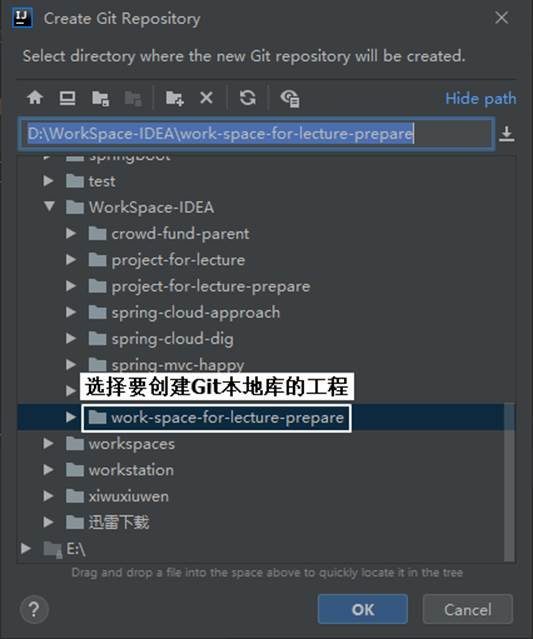 Create Git Repository
Select directory where the new Git repository will be created.
Hide path
D:\WorkSpace-IDEA\work-space-for-lecture-prepare
springboot
test
WorkSpace-IDEA
crowd-fund-parent
project-for-lecture
project-for-lecture-prepare
spring-cloud-approach
spring-cloud-dig
spring-mvc-happy
选择要创建Git本地库的工程
work-space-for-lecture-prepare
workspaces
workstation
xiwuxiuwen
迅雷下载
E:\
Drag and drop a file into the space above to quickly locate it in the tree
?
OK
Cancel